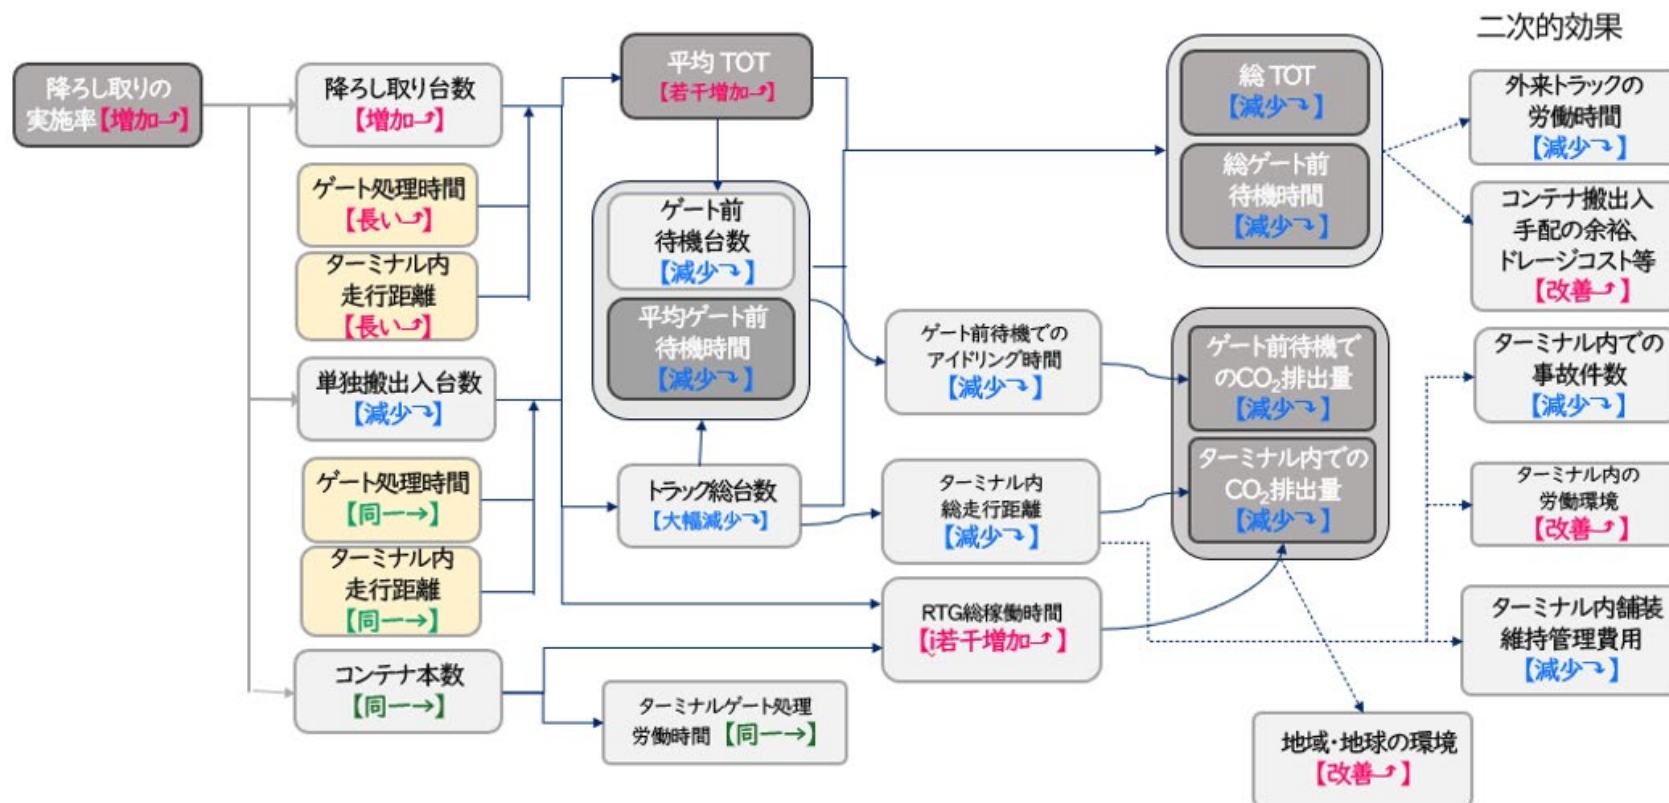 二次的効果
降ろし取りの
実施率【増加⤴】
降ろし取り台数
【増加⤴】
ゲート処理時間
【長い⤴】
ターミナル内
走行距離
【長い⤴】
単独搬出入台数
【減少⤵】
ゲート処理時間
【同一→】
ターミナル内
走行距離
【同一→】
コンテナ本数
【同一→】
平均 TOT
【若干増加⤴】
ゲート前
待機台数
【減少⤵】
平均ゲート前
待機時間
【減少⤵】
トラック総台数
【大幅減少⤵】
ターミナルゲート処理
労働時間【同一→】
ゲート前待機での
アイドリング時間
【減少⤵】
ターミナル内
総走行距離
【減少⤵】
RTG総稼働時間
【i若干増加⤴】
総 TOT
【減少⤵】
総ゲート前
待機時間
【減少⤵】
ゲート前待機で
のCO₂排出量
【減少⤵】
ターミナル内での
CO₂排出量
【減少⤵】
外来トラックの
労働時間
【減少⤵】
コンテナ搬出入
手配の余裕、
ドレージコスト等
【改善⤴】
ターミナル内での
事故件数
【減少⤵】
ターミナル内の
労働環境
【改善⤴】
ターミナル内舗装
維持管理費用
【減少⤵】
地域・地球の環境
【改善⤴】